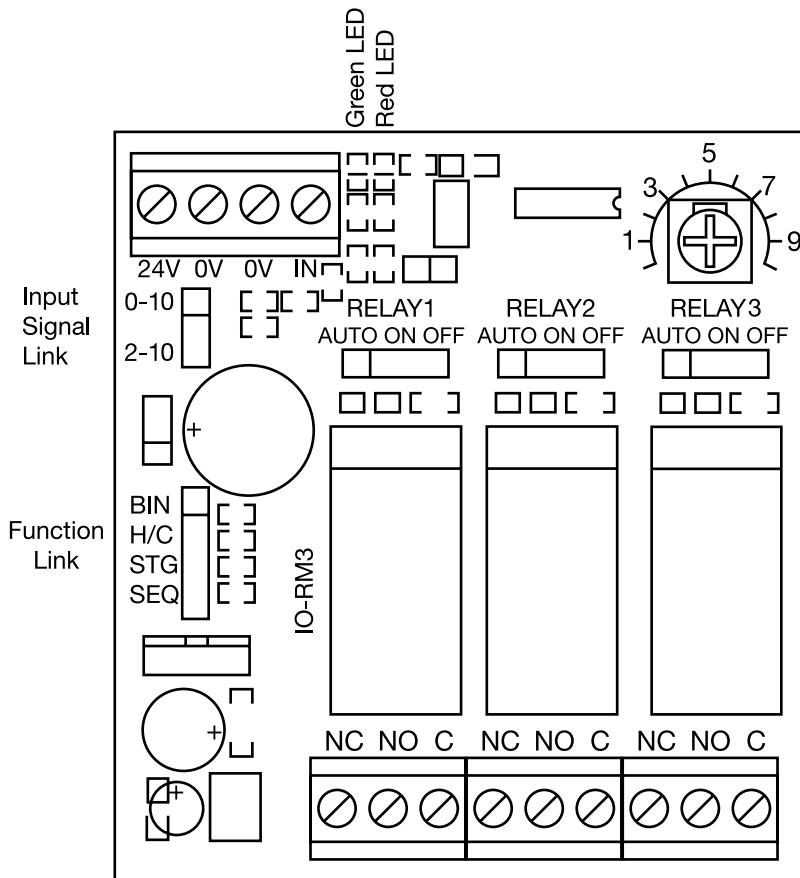 Green LED
Red LED
5
3
7
1
9
24V 0V 0V IN
Input
Signal
Link
0-10
2-10
RELAY1
AUTO ON OFF
RELAY2
AUTO ON OFF
RELAY3
AUTO ON OFF
+
Function
Link
BIN
H/C
STG
SEQ
IO-RM3
+
+
NC NO C
NC NO C
NC NO C